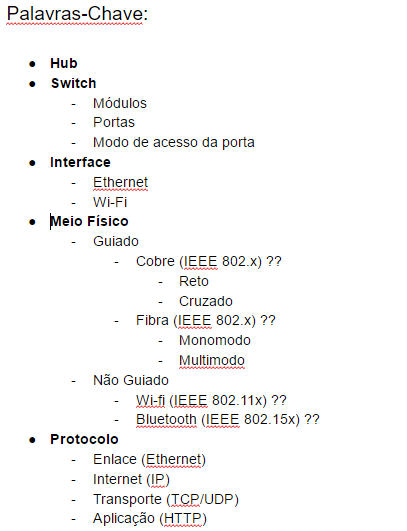 Palavras-Chave:
● Hub
● Switch
- Módulos
- Portas
- Modo de acesso da porta
● Interface
- Ethernet
- Wi-Fi
● Meio Físico
- Guiado
- Cobre (IEEE 802.x) ??
- Reto
- Cruzado
- Fibra (IEEE 802.x) ??
- Monomodo
- Multimodo
- Não Guiado
- Wi-fi (IEEE 802.11x) ??
- Bluetooth (IEEE 802.15x) ??
● Protocolo
- Enlace (Ethernet)
- Internet (IP)
- Transporte (TCP/UDP)
- Aplicação (HTTP)